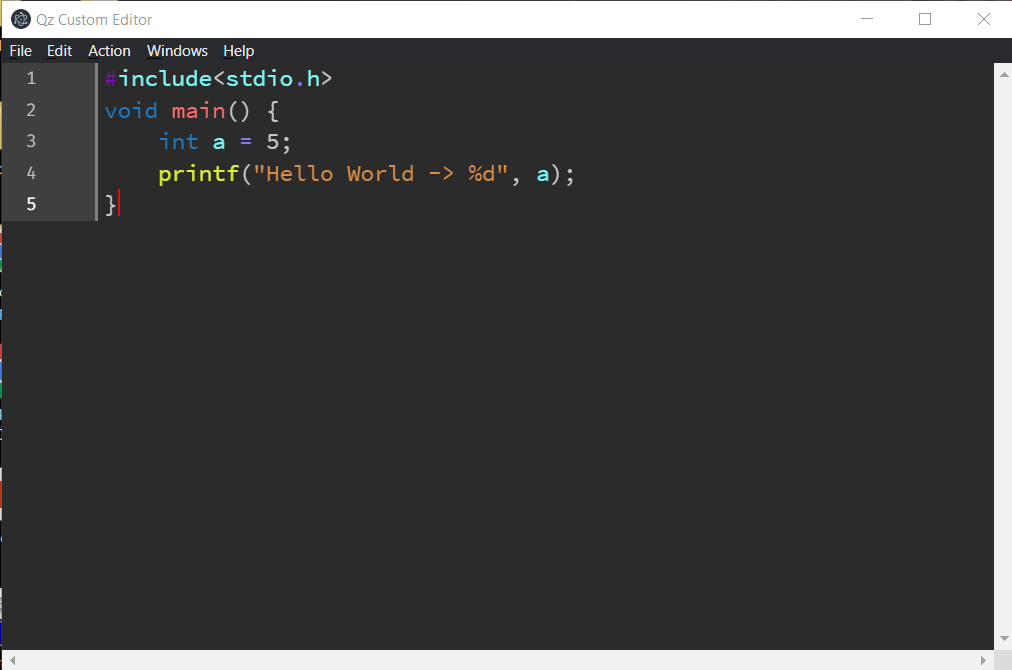 Qz Custom Editor
File Edit Action Windows Help
1 #include<stdio.h>
2 void main() {
3     int a = 5;
4     printf("Hello World -> %d", a);
5 }